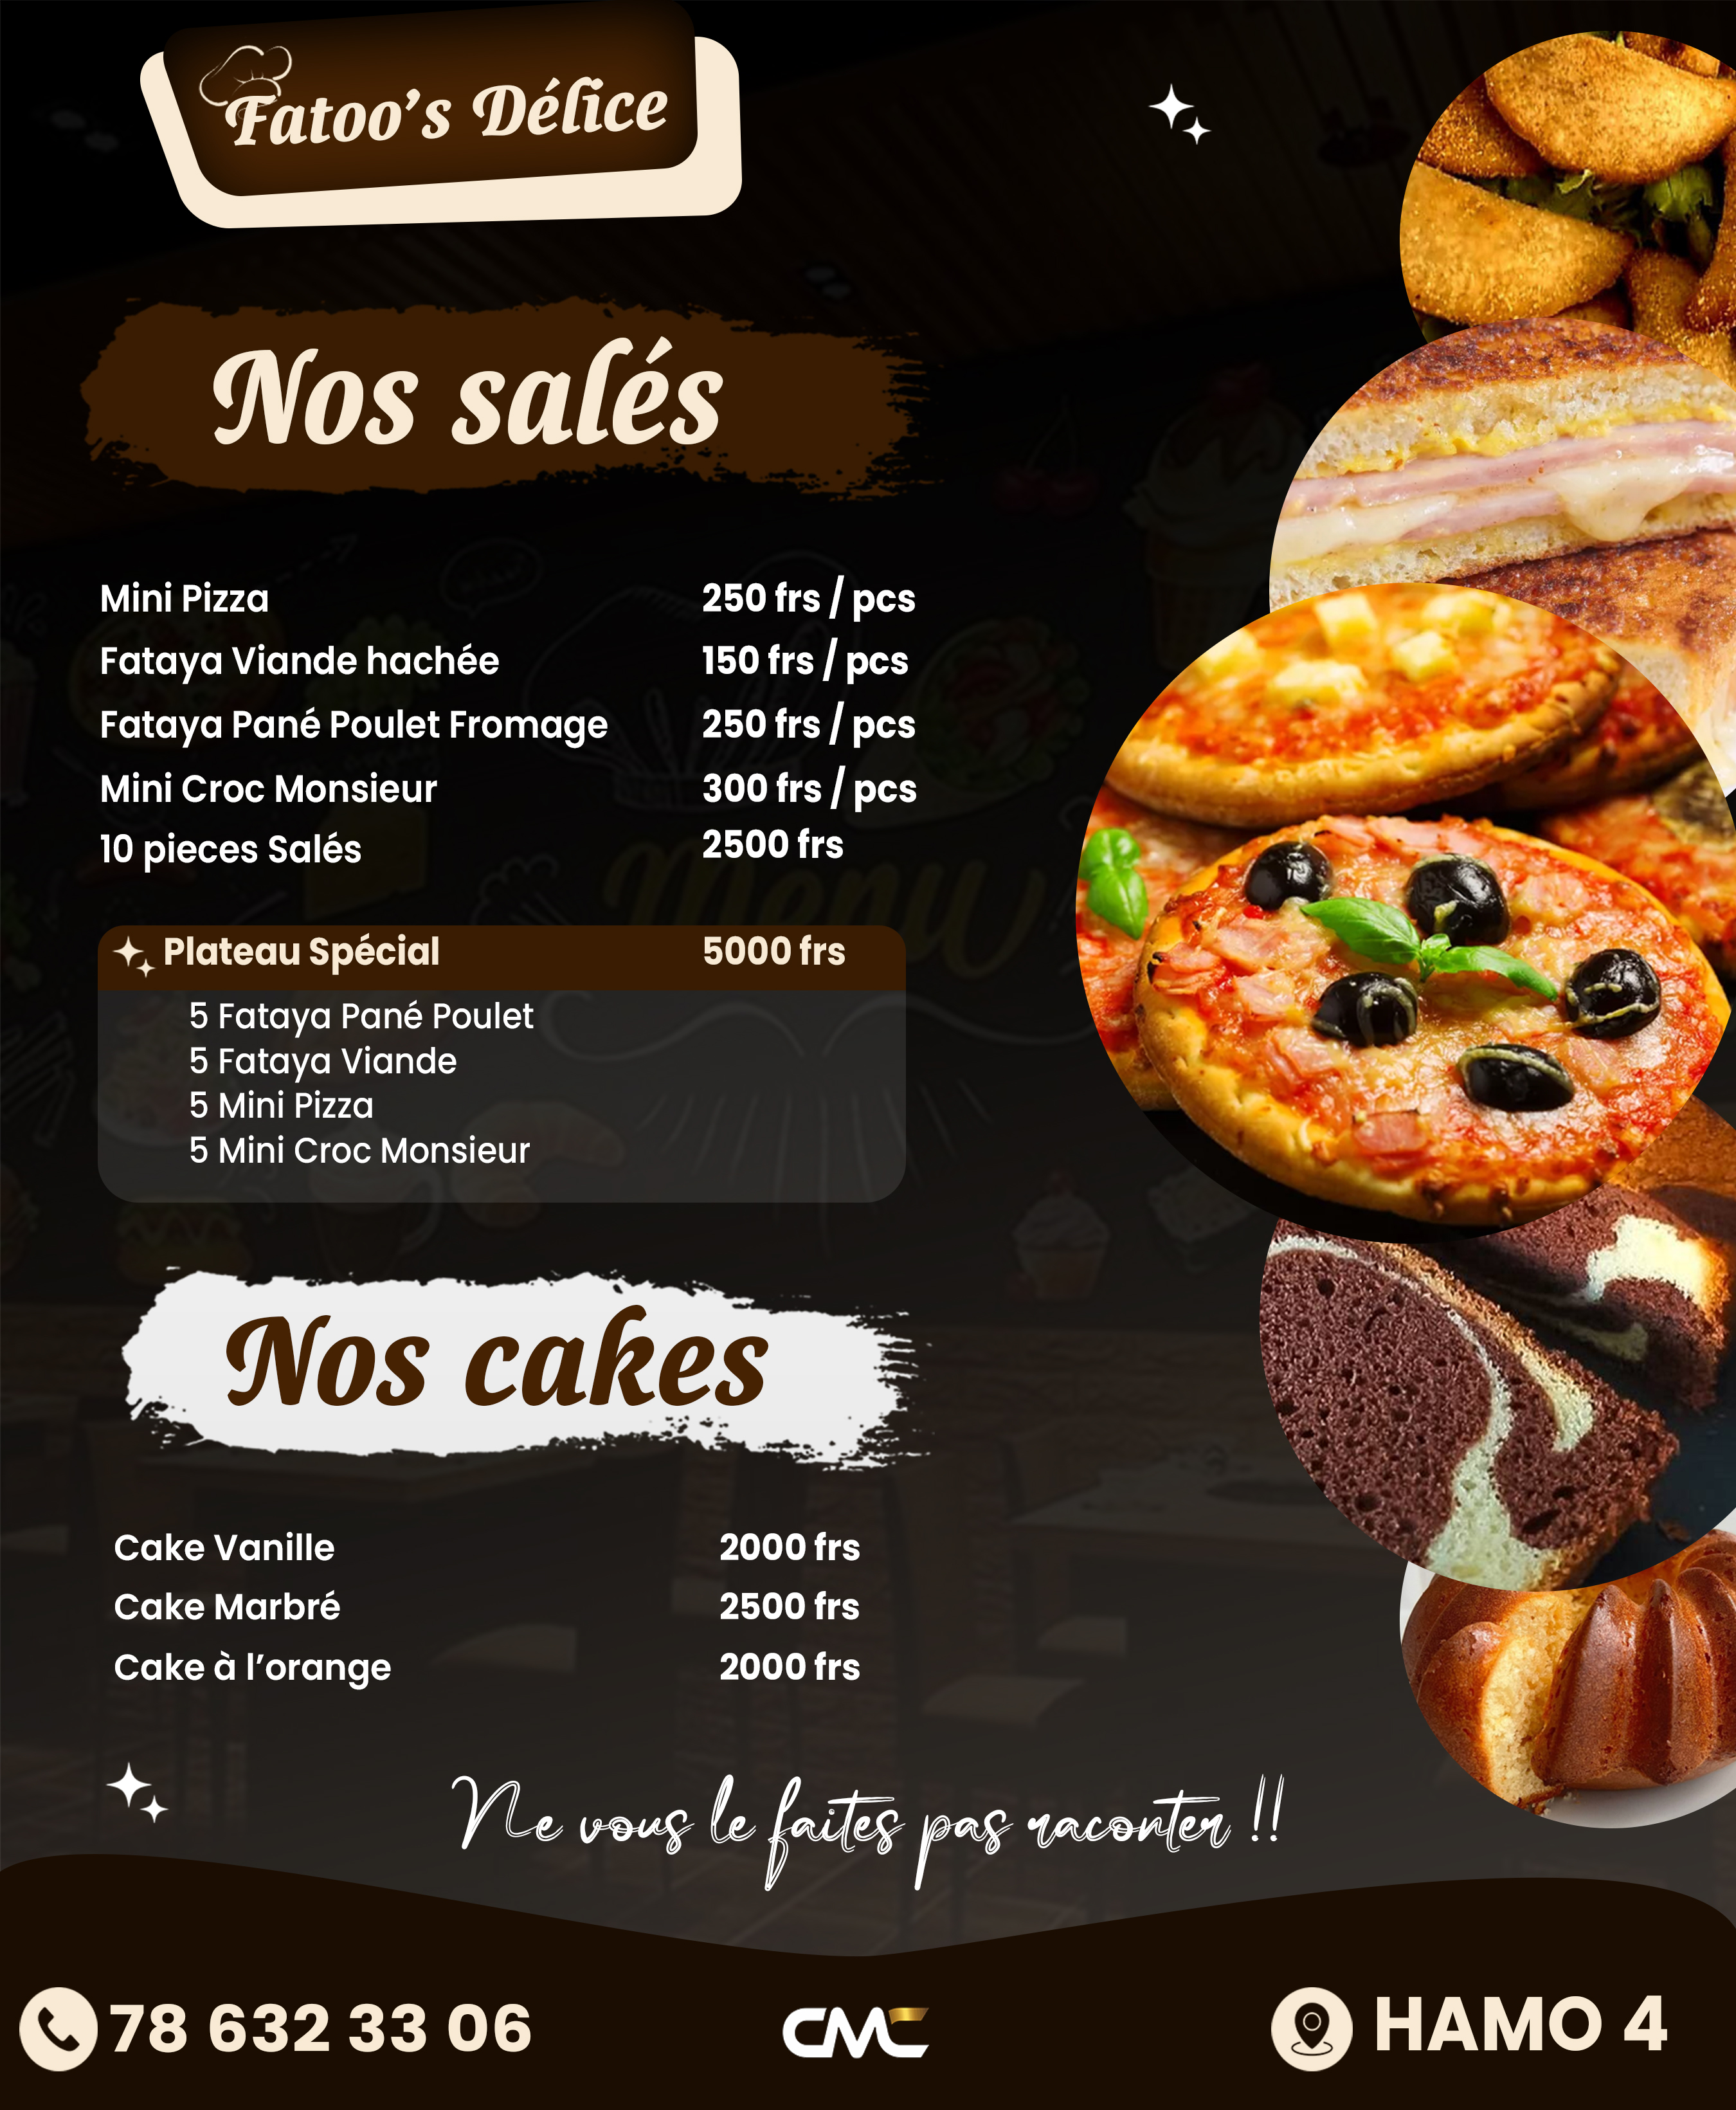 Fatoo's Délice
Nos salés
Mini Pizza 250 frs / pcs
Fataya Viande hachée 150 frs / pcs
Fataya Pané Poulet Fromage 250 frs / pcs
Mini Croc Monsieur 300 frs / pcs
10 pieces Salés 2500 frs
Menu
Plateau Spécial 5000 frs
5 Fataya Pané Poulet
5 Fataya Viande
5 Mini Pizza
5 Mini Croc Monsieur
Nos cakes
Cake Vanille 2000 frs
Cake Marbré 2500 frs
Cake à l'orange 2000 frs
Ne vous le faites pas raconter !!
78 632 33 06
CMC
HAMO 4